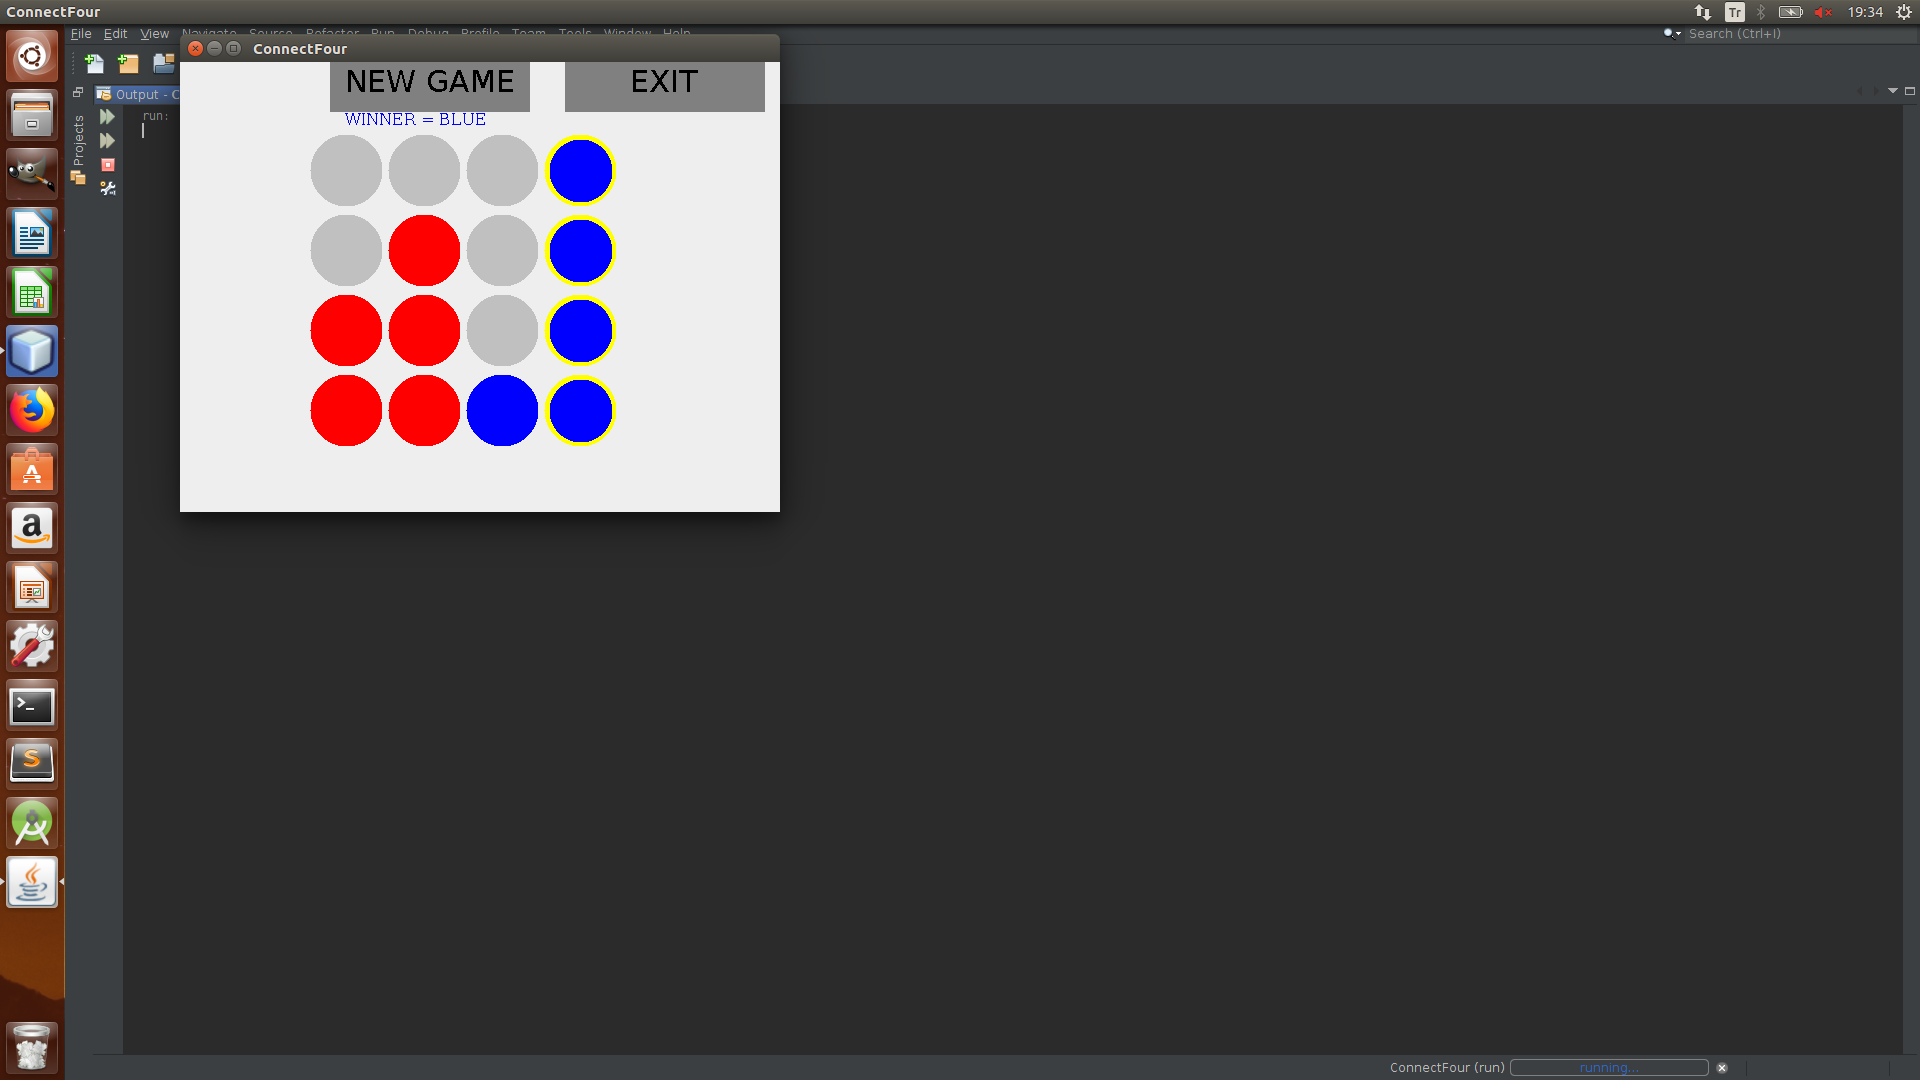 ConnectFour
Tr
19:34
File Edit View Navigate Source Refactor Run Debug Profile Team Tools Window Help
Search (Ctrl+I)
ConnectFour
NEW GAME
EXIT
Output - C
run:
WINNER = BLUE
Projects
ConnectFour (run)
running...